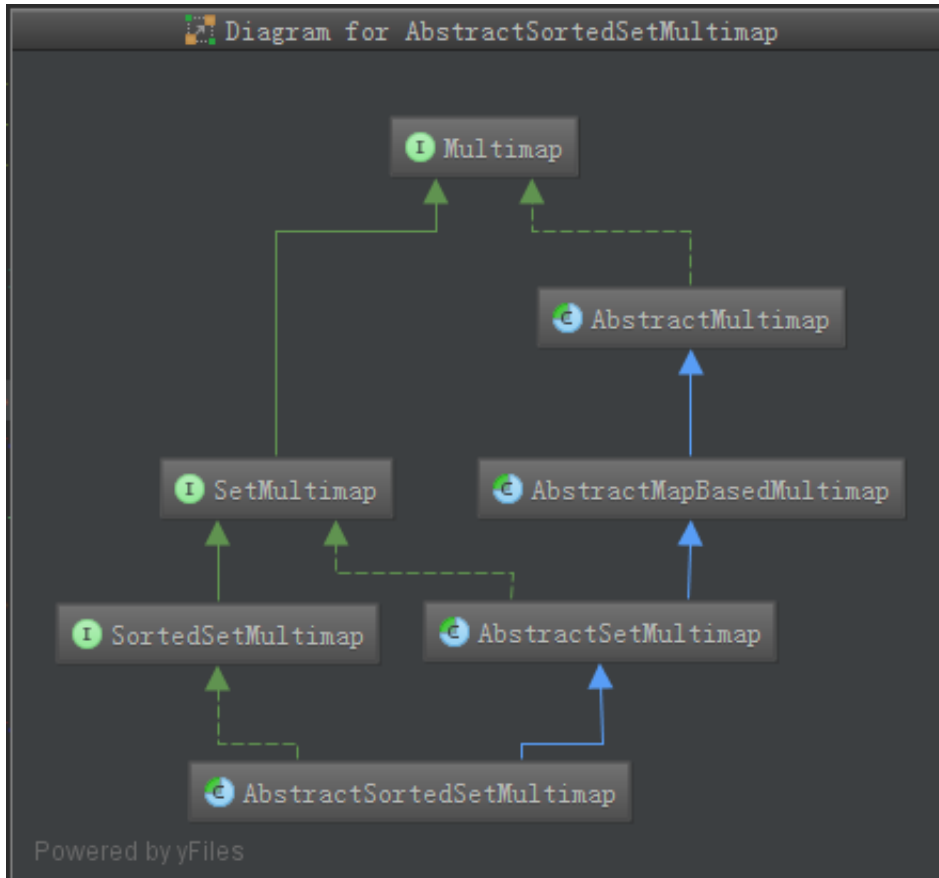 Diagram for AbstractSortedSetMultimap
I Multimap
C AbstractMultimap
I SetMultimap
C AbstractMapBasedMultimap
I SortedSetMultimap
C AbstractSetMultimap
C AbstractSortedSetMultimap
Powered by yFiles